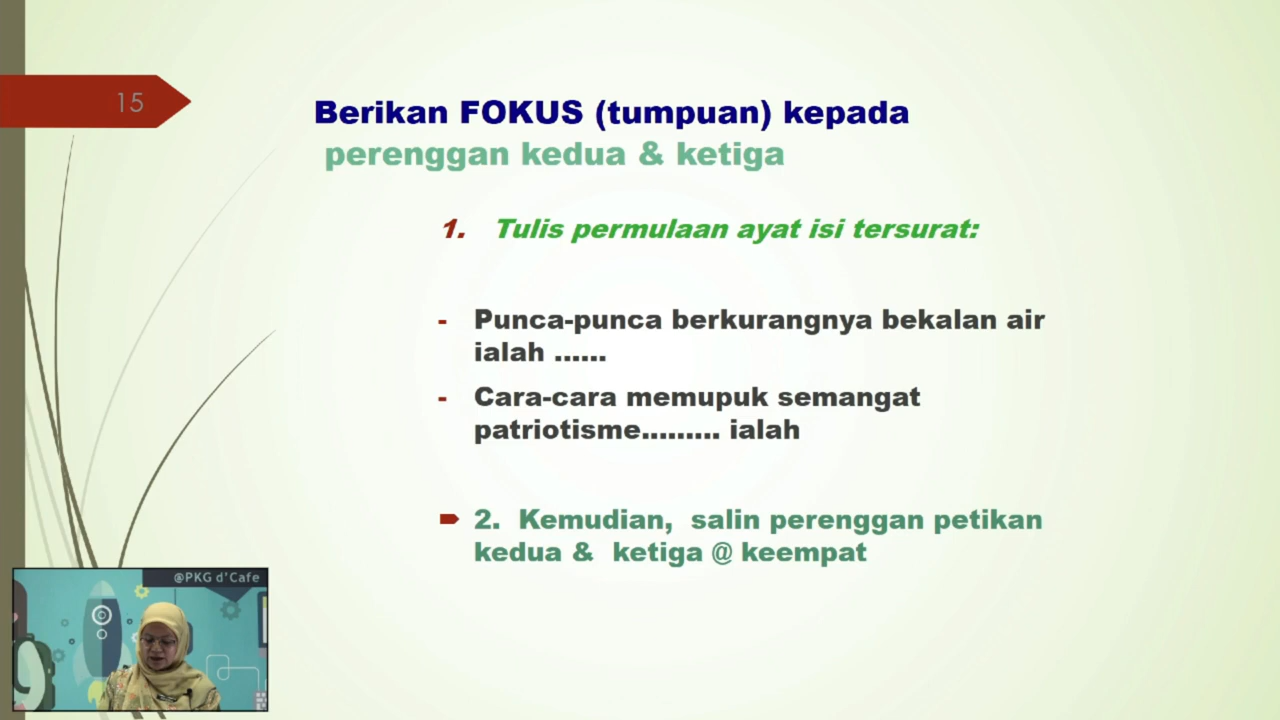 15
Berikan FOKUS (tumpuan) kepada
perenggan kedua & ketiga
1. Tulis permulaan ayat isi tersurat:
- Punca-punca berkurangnya bekalan air
ialah ......
- Cara-cara memupuk semangat
patriotisme......... ialah
2. Kemudian, salin perenggan petikan
kedua & ketiga @ keempat
@PKG d'Cafe